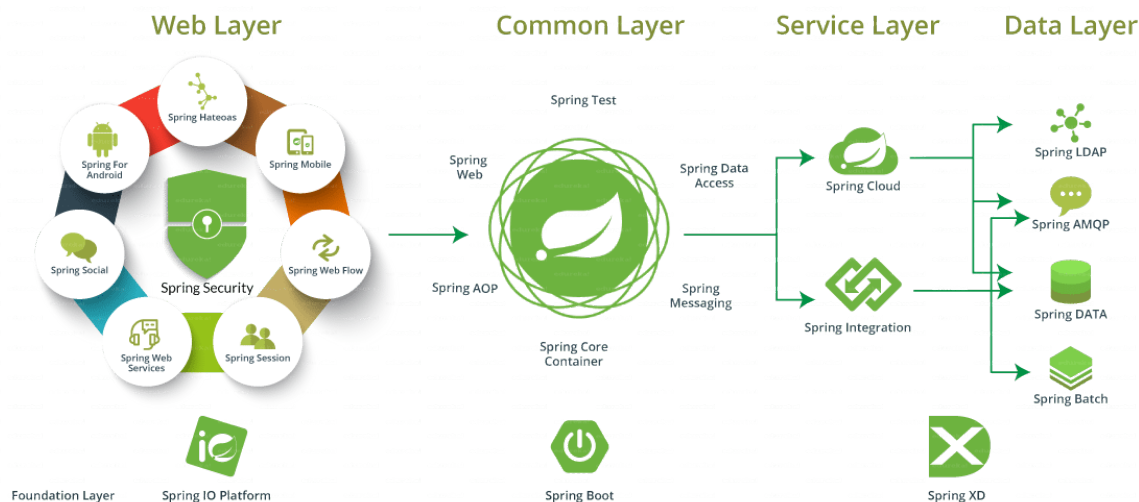 Web Layer
Common Layer
Service Layer
Data Layer
Spring Hateoas
Spring For
Android
Spring Mobile
Spring Social
Spring Security
Spring Web Flow
Spring Web
Services
Spring Session
Spring Test
Spring
Web
Spring Data
Access
Spring AOP
Spring
Messaging
Spring Core
Container
Spring Cloud
Spring Integration
Spring LDAP
Spring AMQP
Spring DATA
Spring Batch
Foundation Layer
Spring IO Platform
Spring Boot
Spring XD